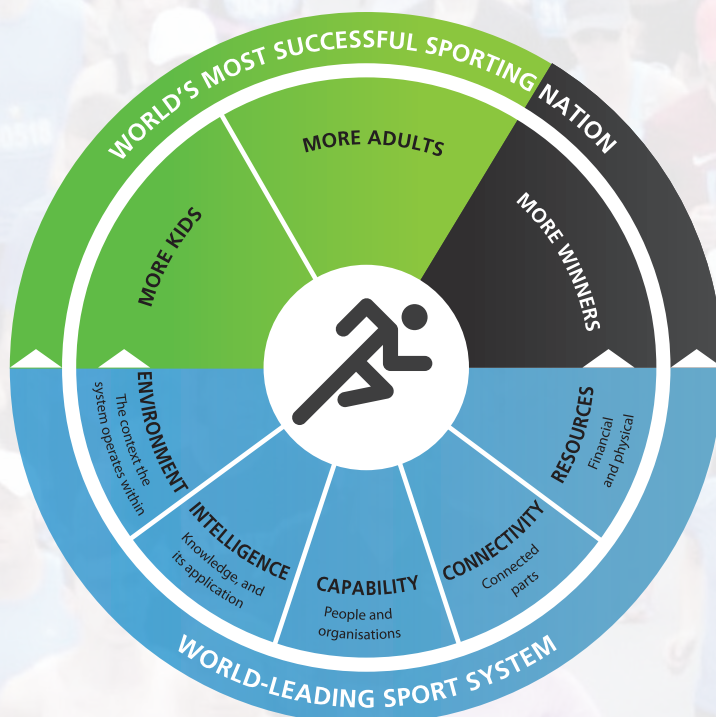 WORLD'S MOST SUCCESSFUL SPORTING NATION
MORE KIDS
MORE ADULTS
MORE WINNERS
ENVIRONMENT
The context the
system operates within
INTELLIGENCE
Knowledge, and
its application
CAPABILITY
People and
organisations
CONNECTIVITY
Connected
parts
RESOURCES
Financial
and physical
WORLD-LEADING SPORT SYSTEM